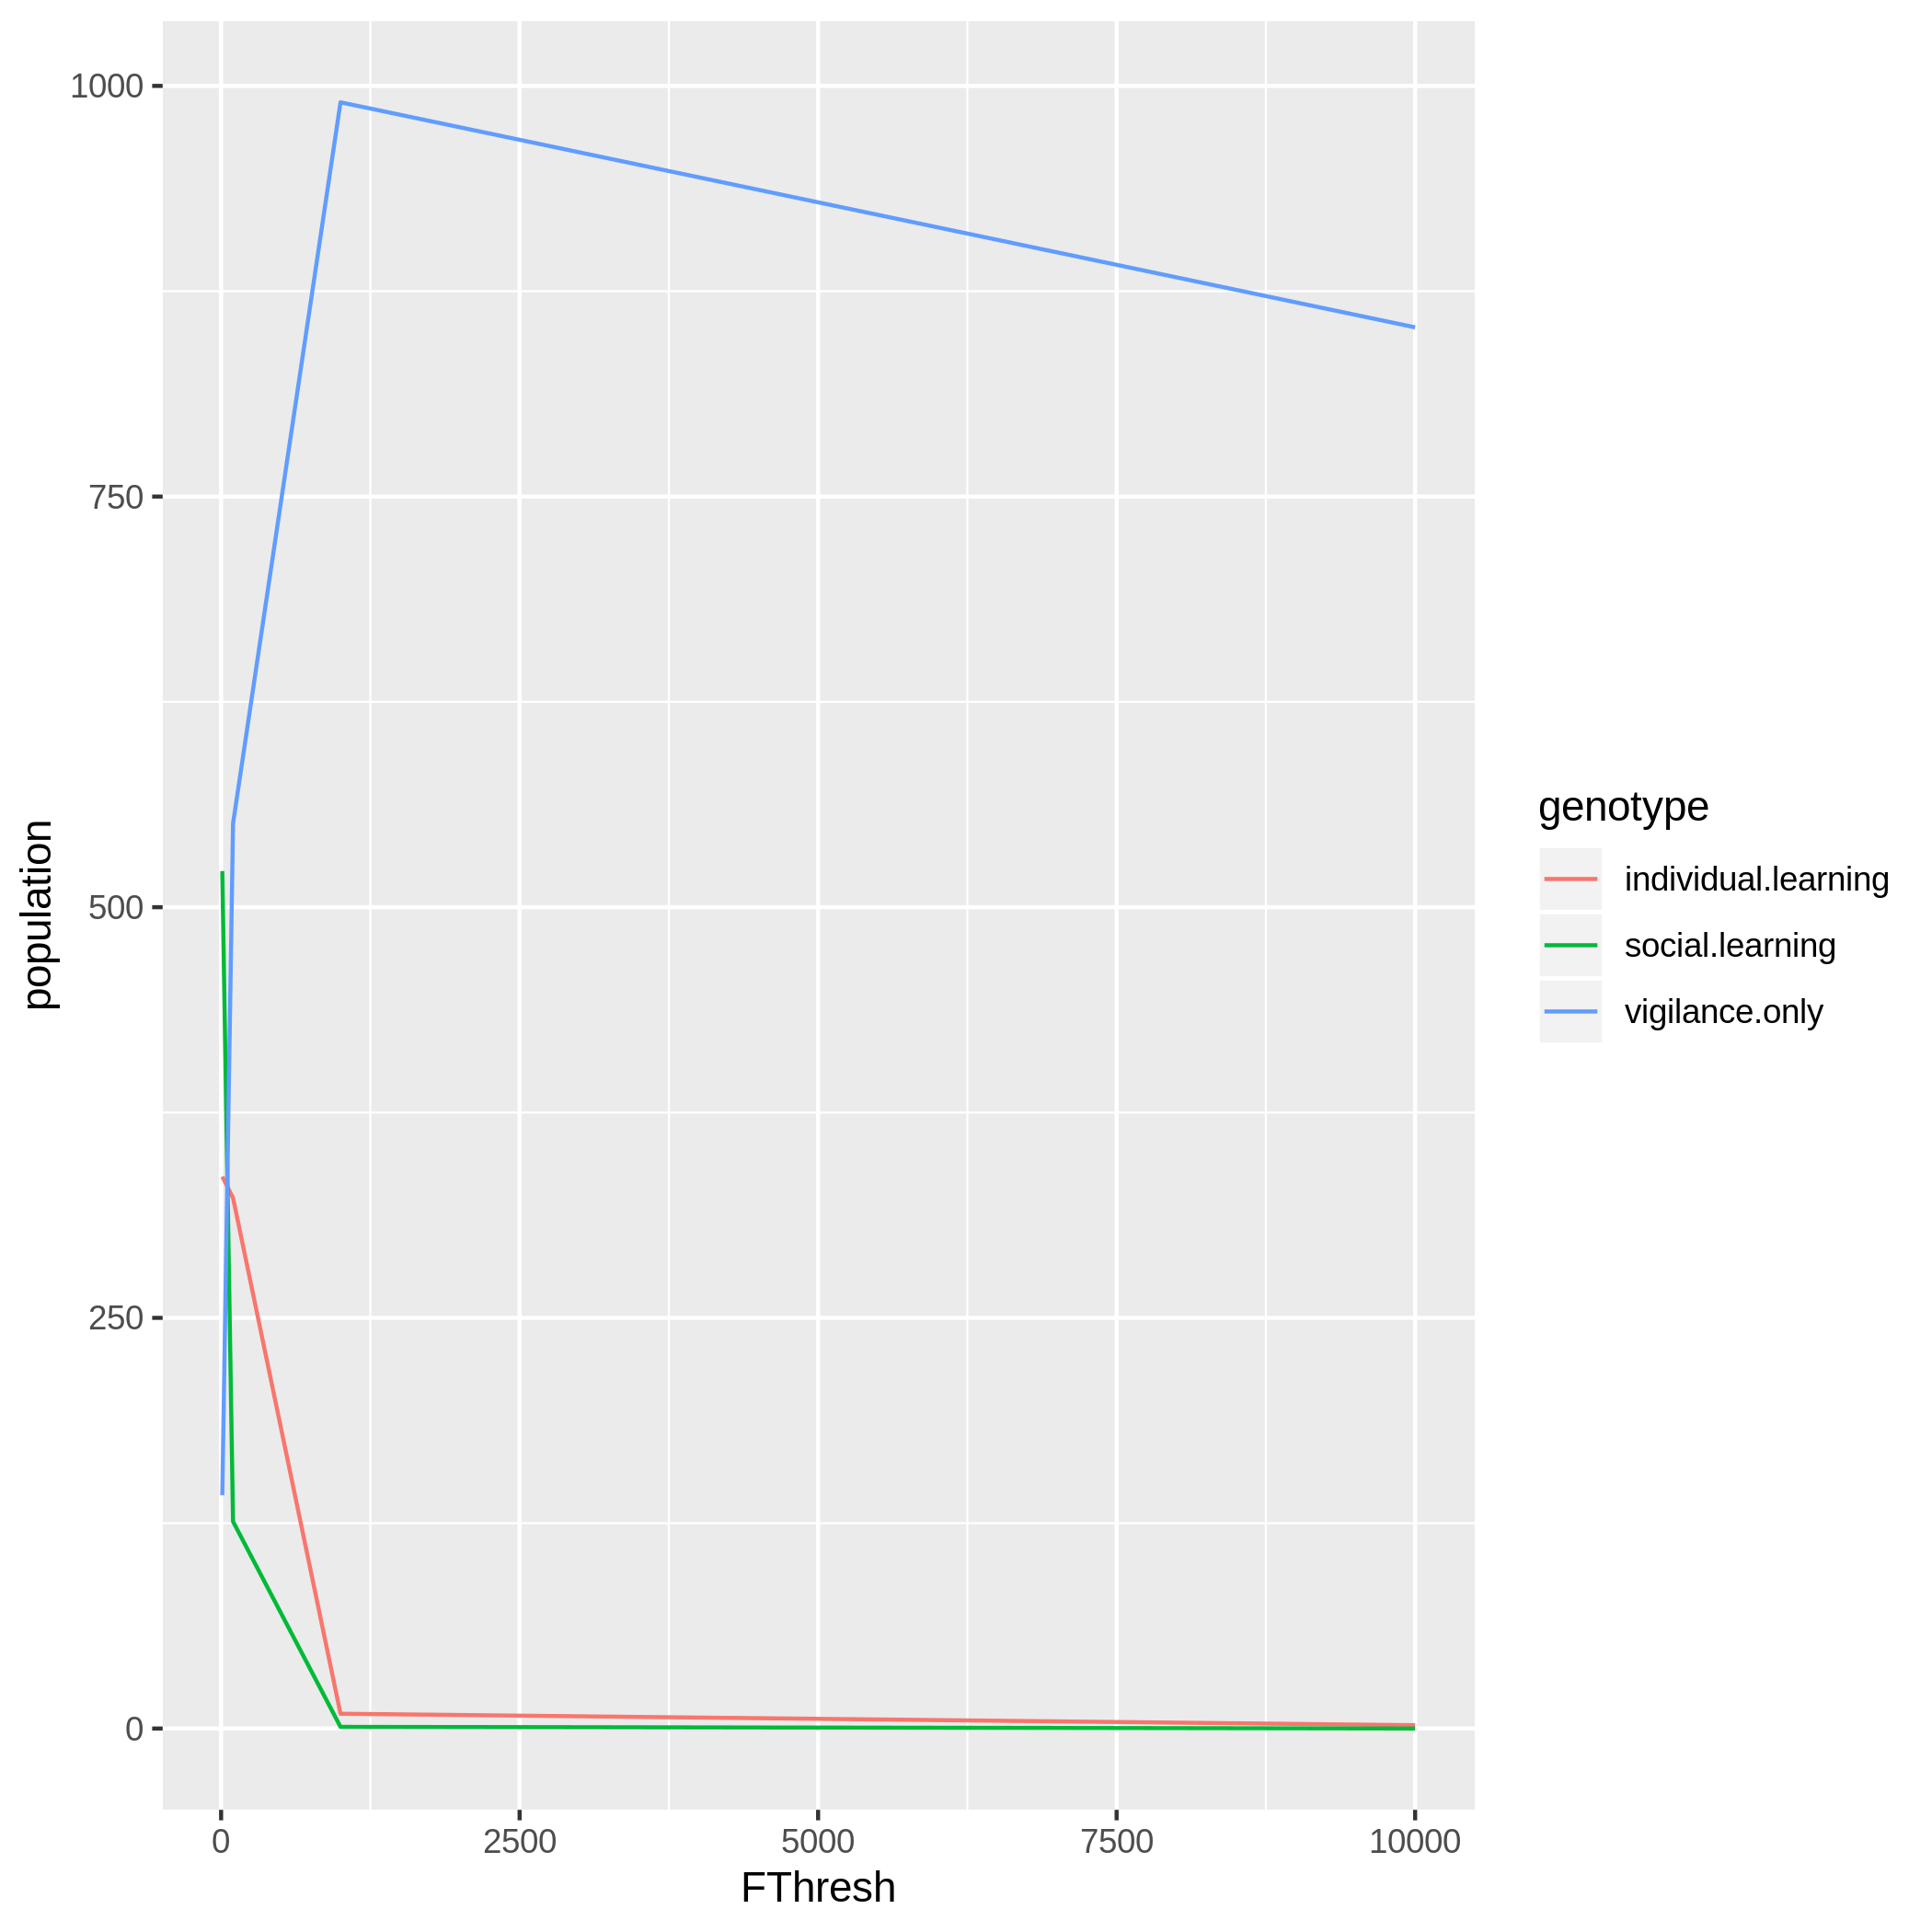 1000
750
500
250
0
population
0 2500 5000 7500 10000
FThresh
genotype
individual.learning
social.learning
vigilance.only